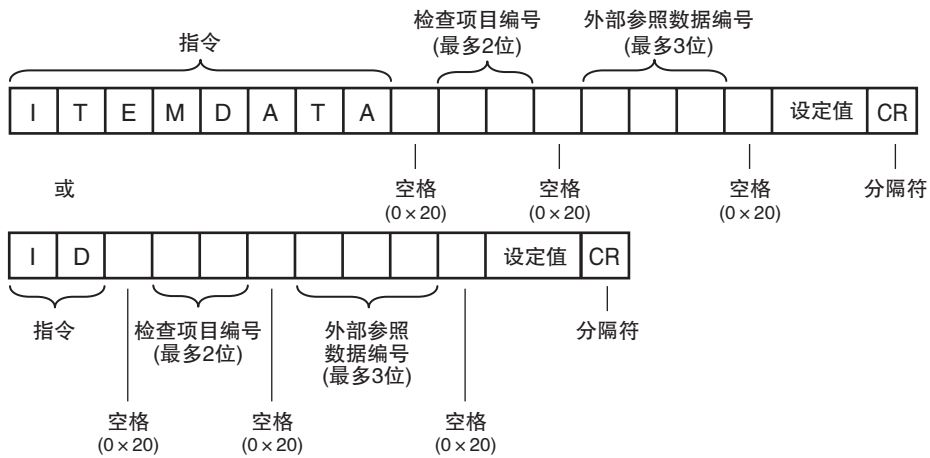 指令
检查项目编号
(最多2位)
外部参照数据编号
(最多3位)
I T E M D A T A 设定值 CR
空格
(0×20)
空格
(0×20)
空格
(0×20)
分隔符
或
I D 设定值 CR
指令
检查项目编号
(最多2位)
外部参照
数据编号
(最多3位)
分隔符
空格
(0×20)
空格
(0×20)
空格
(0×20)